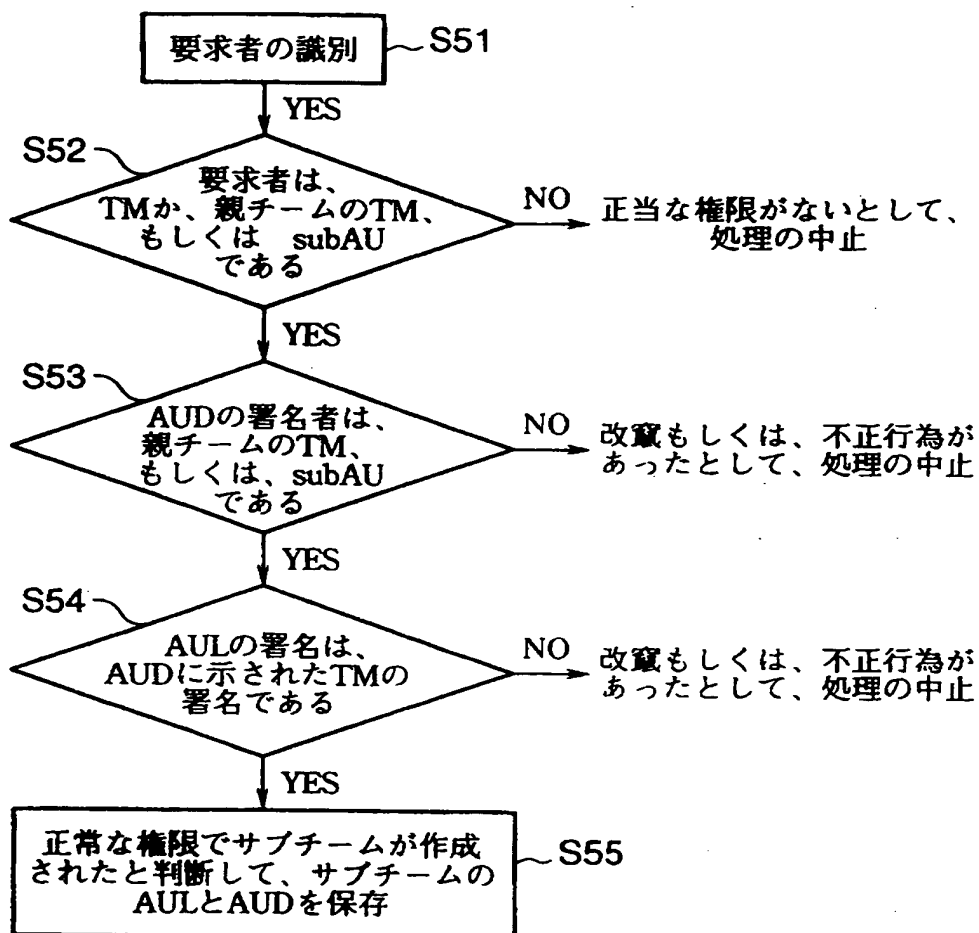 要求者の識別
S51
YES
S52
要求者は、
TMか、親チームのTM、
もしくは subAU
である
NO
正当な権限がないとして、
処理の中止
YES
S53
AUDの署名者は、
親チームのTM、
もしくは、subAU
である
NO
改竄もしくは、不正行為が
あったとして、処理の中止
YES
S54
AULの署名は、
AUDに示されたTMの
署名である
NO
改竄もしくは、不正行為が
あったとして、処理の中止
YES
正常な権限でサブチームが作成
されたと判断して、サブチームの
AULとAUDを保存
S55